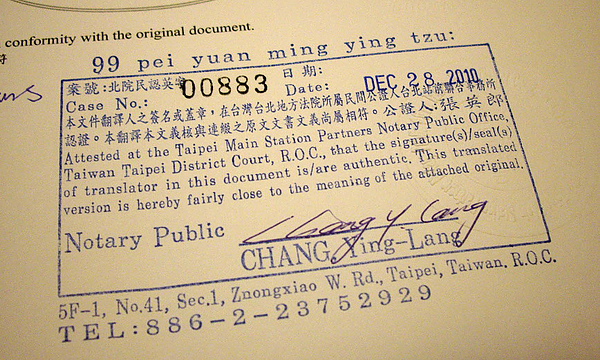 conformity with the original document.
符
99 pei yuan ming ying tzu:
案號:北院民認英字 00883 日期:
Case No.: Date: DEC 28 2010
本文件翻譯人之簽名或蓋章,在台灣台北地方法院所屬民間公證人台北站前聯合事務所
認證。本翻譯本文義核與連綴之原文文書文義尚屬相符。公證人:張英郎
Attested at the Taipei Main Station Partners Notary Public Office,
Taiwan Taipei District Court, R.O.C., that the signature(s)/seal(s)
of translator in this document is/are authentic. This translated
version is hereby fairly close to the meaning of the attached original.
Notary Public
CHANG, Ying-Lang
5F-1, No.41, Sec.1, Znongxiao W. Rd., Taipei, Taiwan, R.O.C.
TEL:886-2-23752929